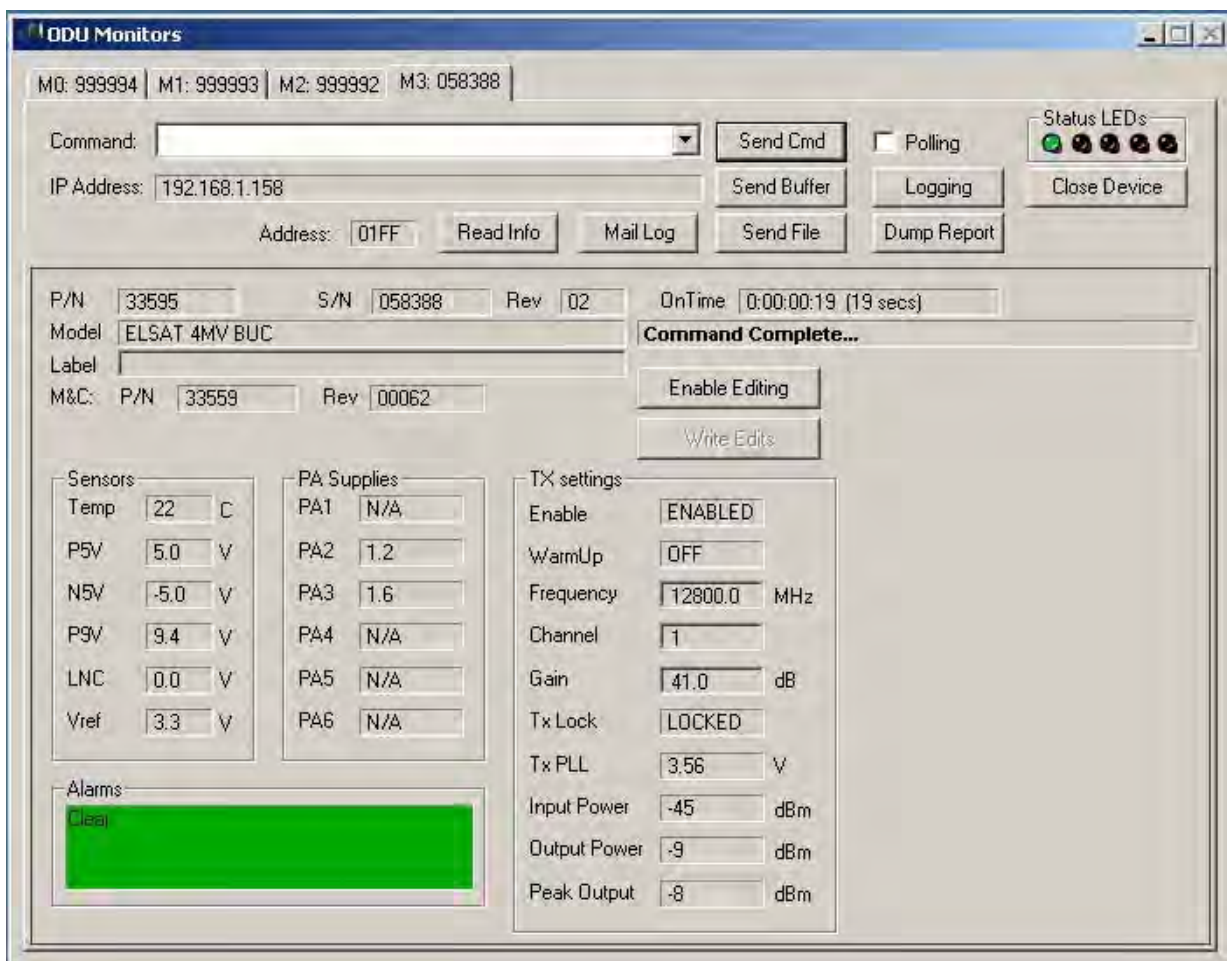 ODU Monitors
M0: 999994 M1: 999993 M2: 999992 M3: 058388
Command: Send Cmd Polling Status LEDs
IP Address: 192.168.1.158 Send Buffer Logging Close Device
Address: 01FF Read Info Mail Log Send File Dump Report
P/N 33595 S/N 058388 Rev 02 OnTime 0:00:00:19 (19 secs)
Model ELSAT 4MV BUC Command Complete...
Label
M&C: P/N 33559 Rev 00062 Enable Editing
Write Edits
Sensors PA Supplies TX settings
Temp 22 C PA1 N/A Enable ENABLED
P5V 5.0 V PA2 1.2 WarmUp OFF
N5V -5.0 V PA3 1.6 Frequency 12800.0 MHz
P9V 9.4 V PA4 N/A Channel 1
LNC 0.0 V PA5 N/A Gain 41.0 dB
Vref 3.3 V PA6 N/A Tx Lock LOCKED
Tx PLL 3.56 V
Alarms
Clear
Input Power -45 dBm
Output Power -9 dBm
Peak Output -8 dBm